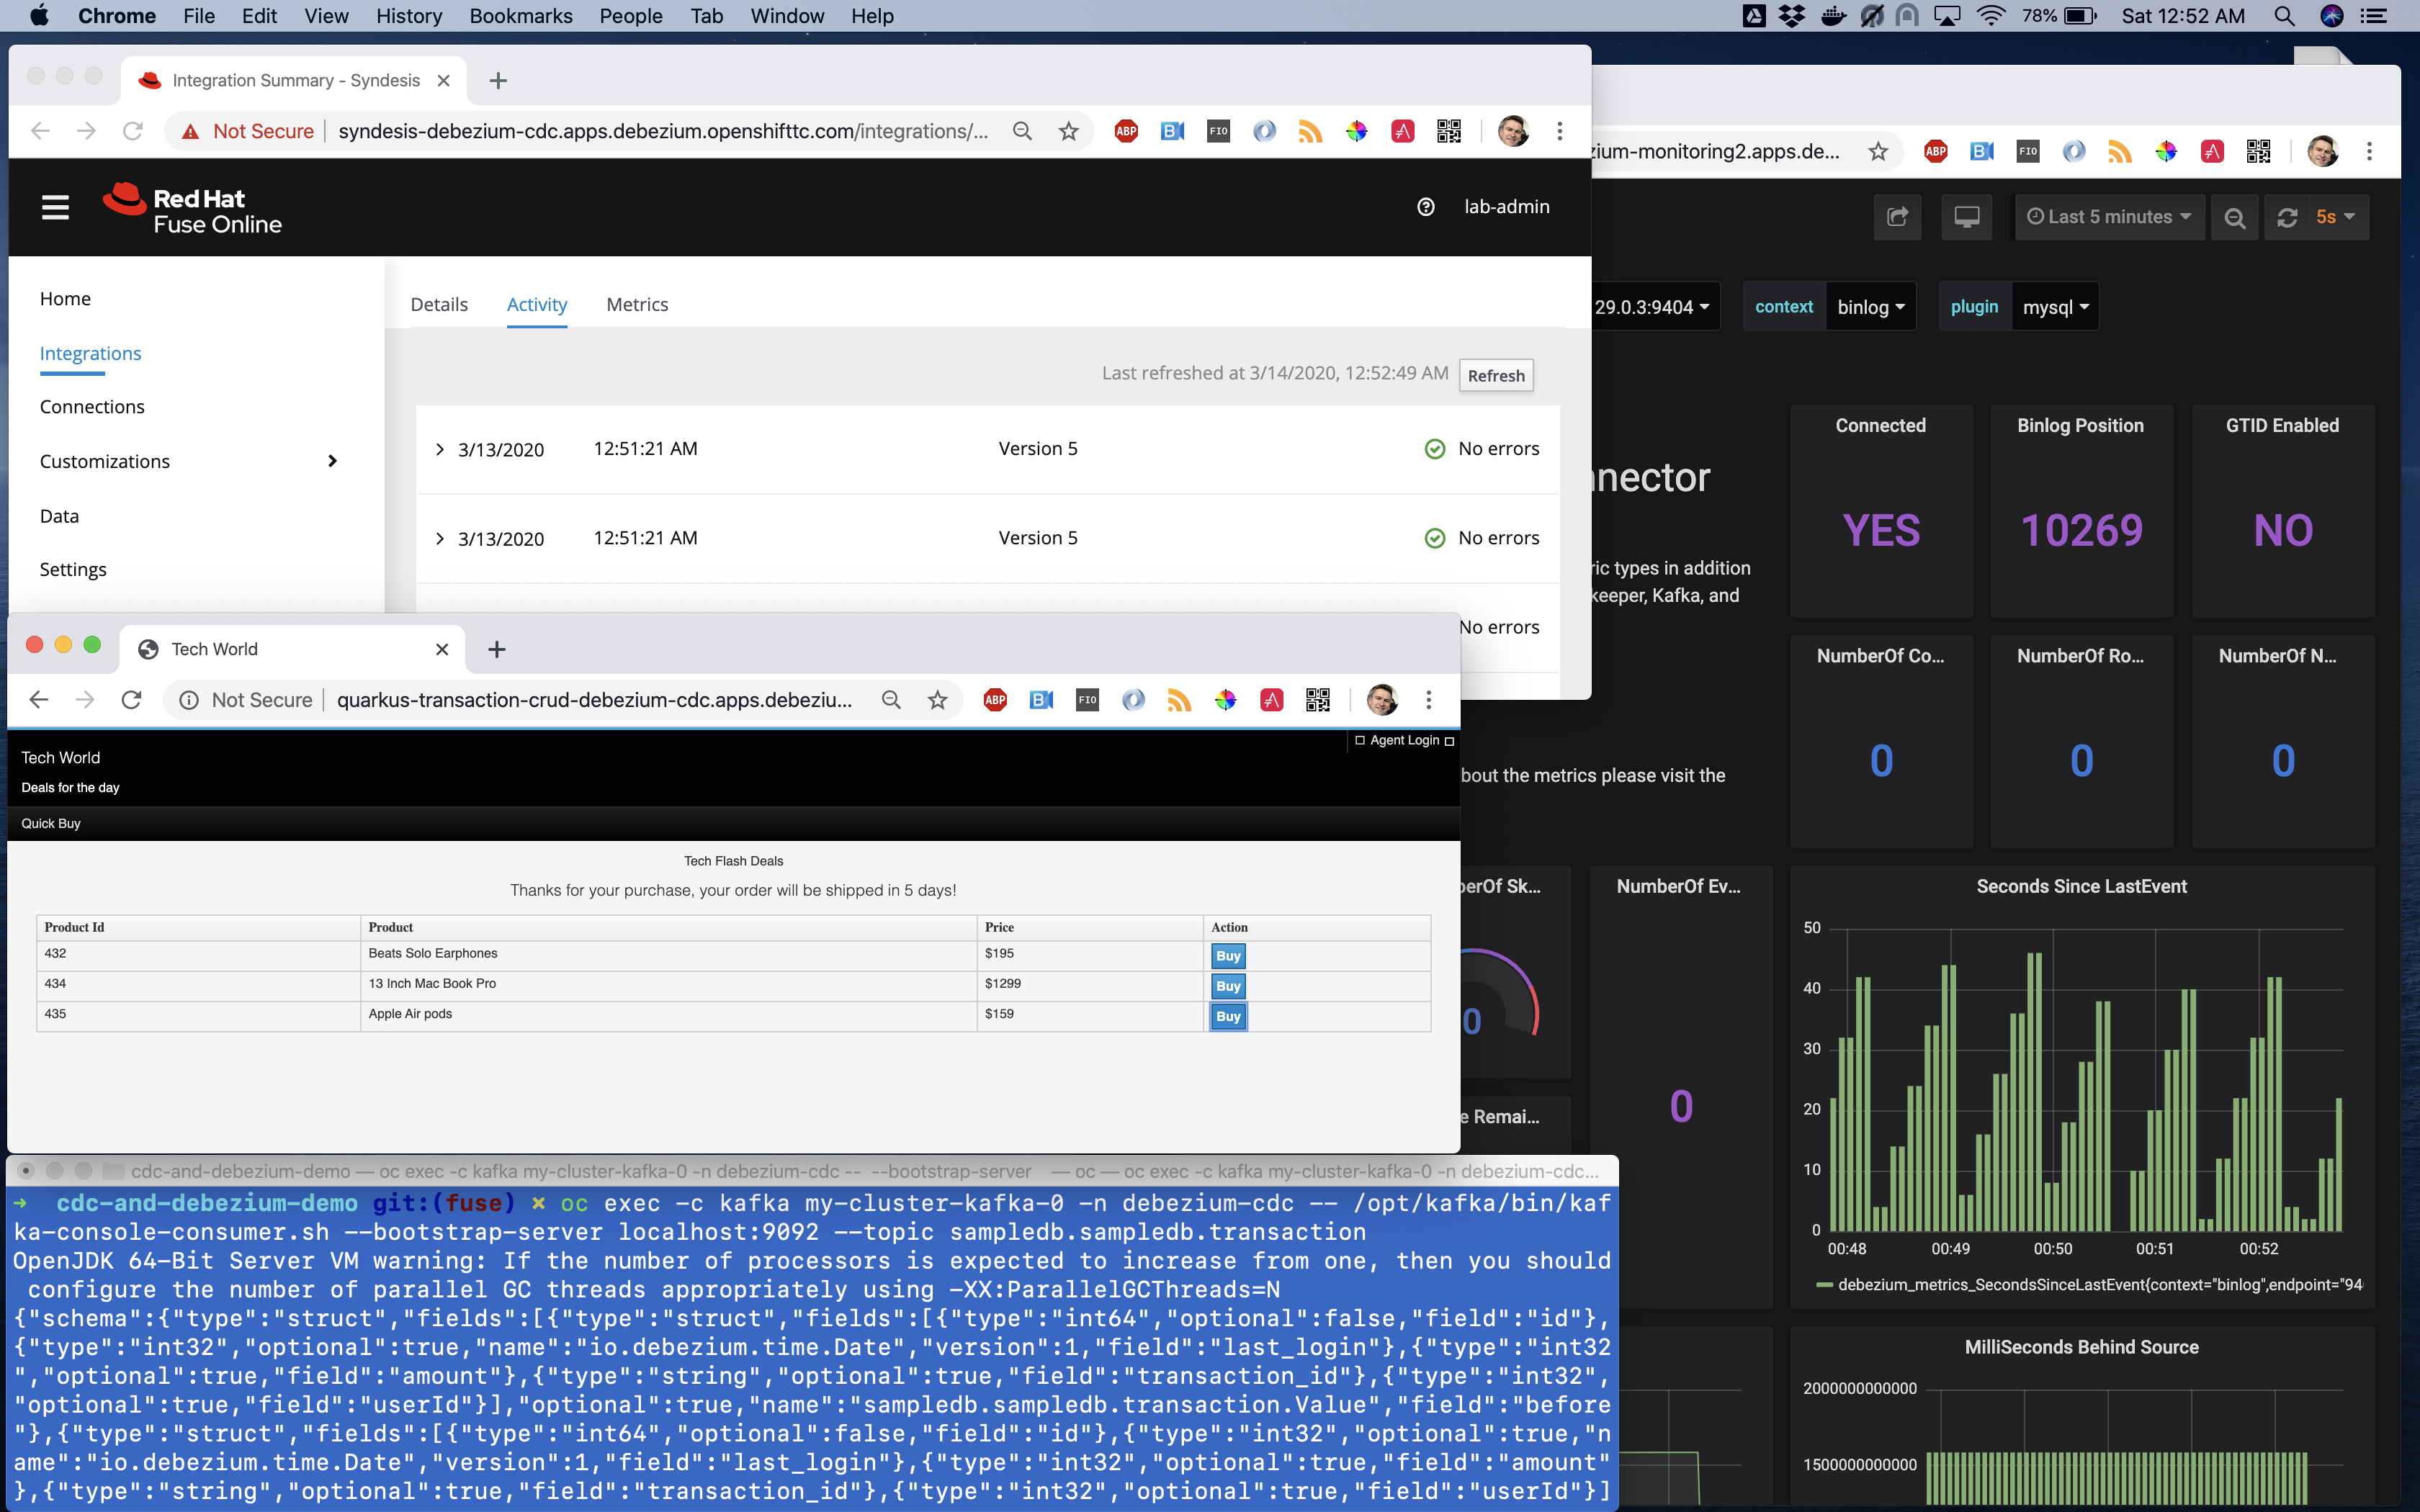 Chrome File Edit View History Bookmarks People Tab Window Help
78% Sat 12:52 AM
Integration Summary - Syndesis
Not Secure syndesis-debezium-cdc.apps.debezium.openshifttc.com/integrations/...
ABP B FIO
Red Hat
Fuse Online
lab-admin
Home
Integrations
Connections
Customizations
Data
Settings
Details Activity Metrics
Last refreshed at 3/14/2020, 12:52:49 AM Refresh
3/13/2020 12:51:21 AM Version 5 No errors
3/13/2020 12:51:21 AM Version 5 No errors
No errors
zium-monitoring2.apps.de...
ABP B FIO
Last 5 minutes 5s
29.0.3:9404 context binlog plugin mysql
nnector
ric types in addition
keeper, Kafka, and
bout the metrics please visit the
Connected Binlog Position GTID Enabled
YES 10269 NO
NumberOf Co... NumberOf Ro... NumberOf N...
0 0 0
berOf Sk... NumberOf Ev...
0
0
e Remai...
Seconds Since LastEvent
50
40
30
20
10
0
00:48 00:49 00:50 00:51 00:52
debezium_metrics_SecondsSinceLastEvent{context="binlog",endpoint="94
MilliSeconds Behind Source
2000000000000
1500000000000
Tech World
Not Secure quarkus-transaction-crud-debezium-cdc.apps.debeziu...
ABP B FIO
Agent Login
Tech World
Deals for the day
Quick Buy
Tech Flash Deals
Thanks for your purchase, your order will be shipped in 5 days!
Product Id Product Price Action
432 Beats Solo Earphones $195 Buy
434 13 Inch Mac Book Pro $1299 Buy
435 Apple Air pods $159 Buy
cdc-and-debezium-demo — oc exec -c kafka my-cluster-kafka-0 -n debezium-cdc -- --bootstrap-server — oc — oc exec -c kafka my-cluster-kafka-0 -n debezium-cdc...
➜ cdc-and-debezium-demo git:(fuse) ✗ oc exec -c kafka my-cluster-kafka-0 -n debezium-cdc -- /opt/kafka/bin/kaf
ka-console-consumer.sh --bootstrap-server localhost:9092 --topic sampledb.sampledb.transaction
OpenJDK 64-Bit Server VM warning: If the number of processors is expected to increase from one, then you should
configure the number of parallel GC threads appropriately using -XX:ParallelGCThreads=N
{"schema":{"type":"struct","fields":[{"type":"struct","fields":[{"type":"int64","optional":false,"field":"id"},
{"type":"int32","optional":true,"name":"io.debezium.time.Date","version":1,"field":"last_login"},{"type":"int32
","optional":true,"field":"amount"},{"type":"string","optional":true,"field":"transaction_id"},{"type":"int32",
"optional":true,"field":"userId"}],"optional":true,"name":"sampledb.sampledb.transaction.Value","field":"before
"},{"type":"struct","fields":[{"type":"int64","optional":false,"field":"id"},{"type":"int32","optional":true,"n
ame":"io.debezium.time.Date","version":1,"field":"last_login"},{"type":"int32","optional":true,"field":"amount"
},{"type":"string","optional":true,"field":"transaction_id"},{"type":"int32","optional":true,"field":"userId"}]